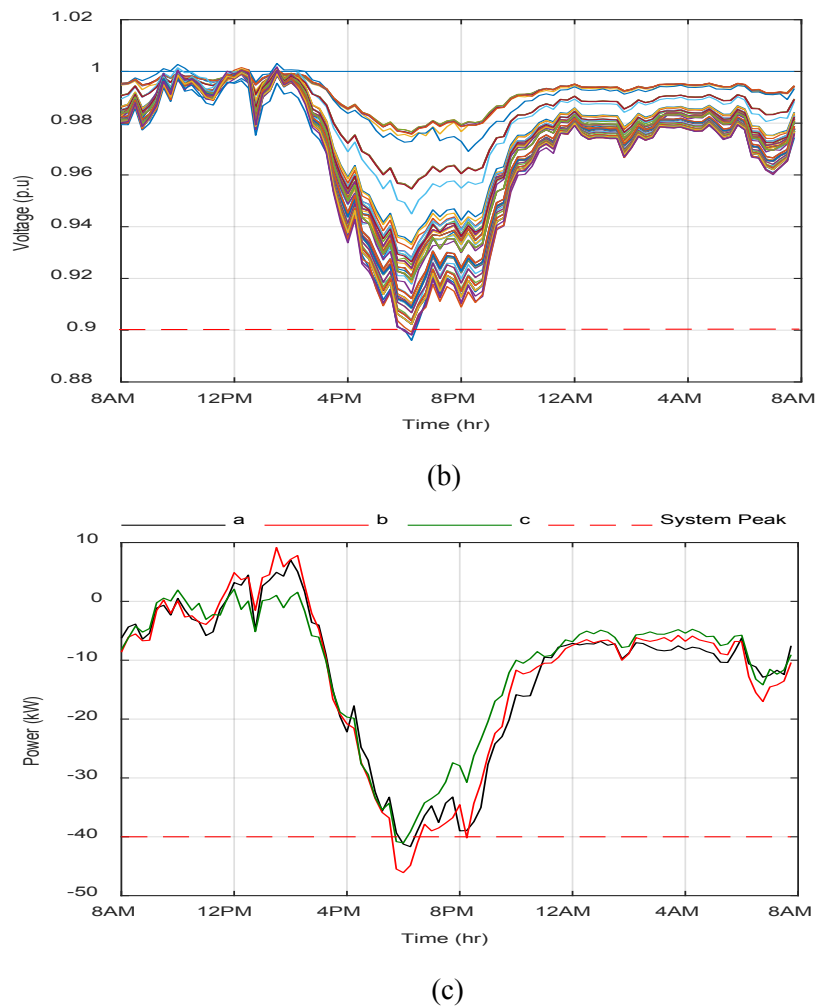 1.02
1
0.98
0.96
0.94
0.92
0.9
0.88
Voltage (p.u)
8AM 12PM 4PM 8PM 12AM 4AM 8AM
Time (hr)
(b)
a b c System Peak
10
0
-10
-20
-30
-40
-50
Power (kW)
8AM 12PM 4PM 8PM 12AM 4AM 8AM
Time (hr)
(c)